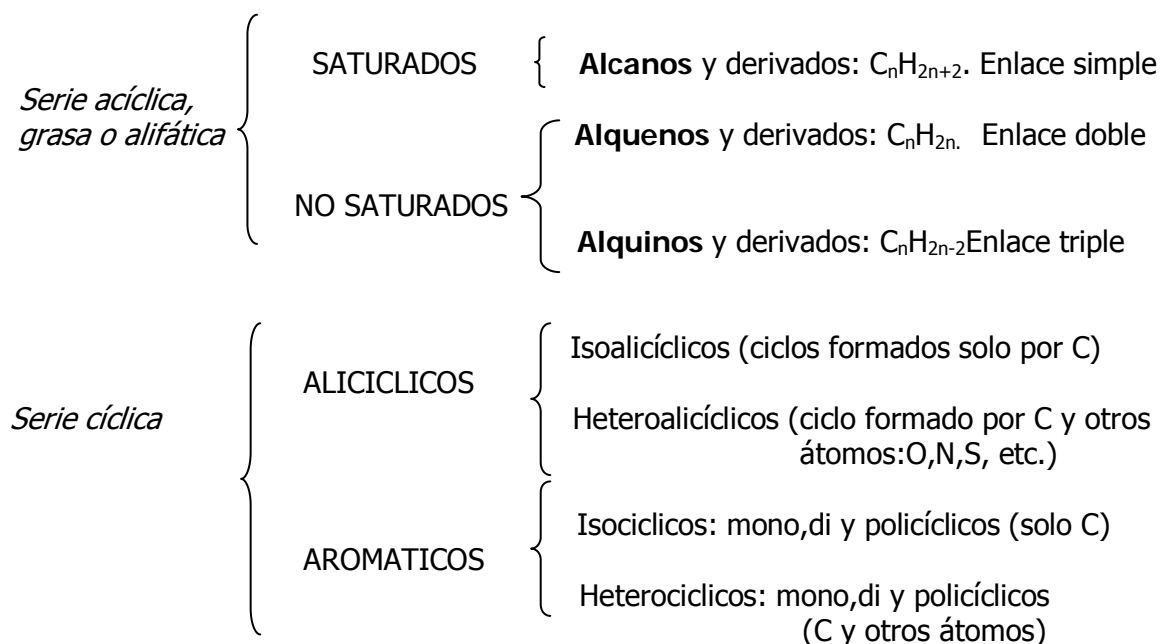 SATURADOS
Alcanos y derivados: CₙH₂ₙ₊₂. Enlace simple
Serie acíclica,
grasa o alifática
Alquenos y derivados: CₙH₂ₙ. Enlace doble
NO SATURADOS
Alquinos y derivados: CₙH₂ₙ₋₂Enlace triple
Isoalicíclicos (ciclos formados solo por C)
ALICICLICOS
Serie cíclica
Heteroalicíclicos (ciclo formado por C y otros
átomos:O,N,S, etc.)
Isociclicos: mono,di y policíclicos (solo C)
AROMATICOS
Heterociclicos: mono,di y policíclicos
(C y otros átomos)